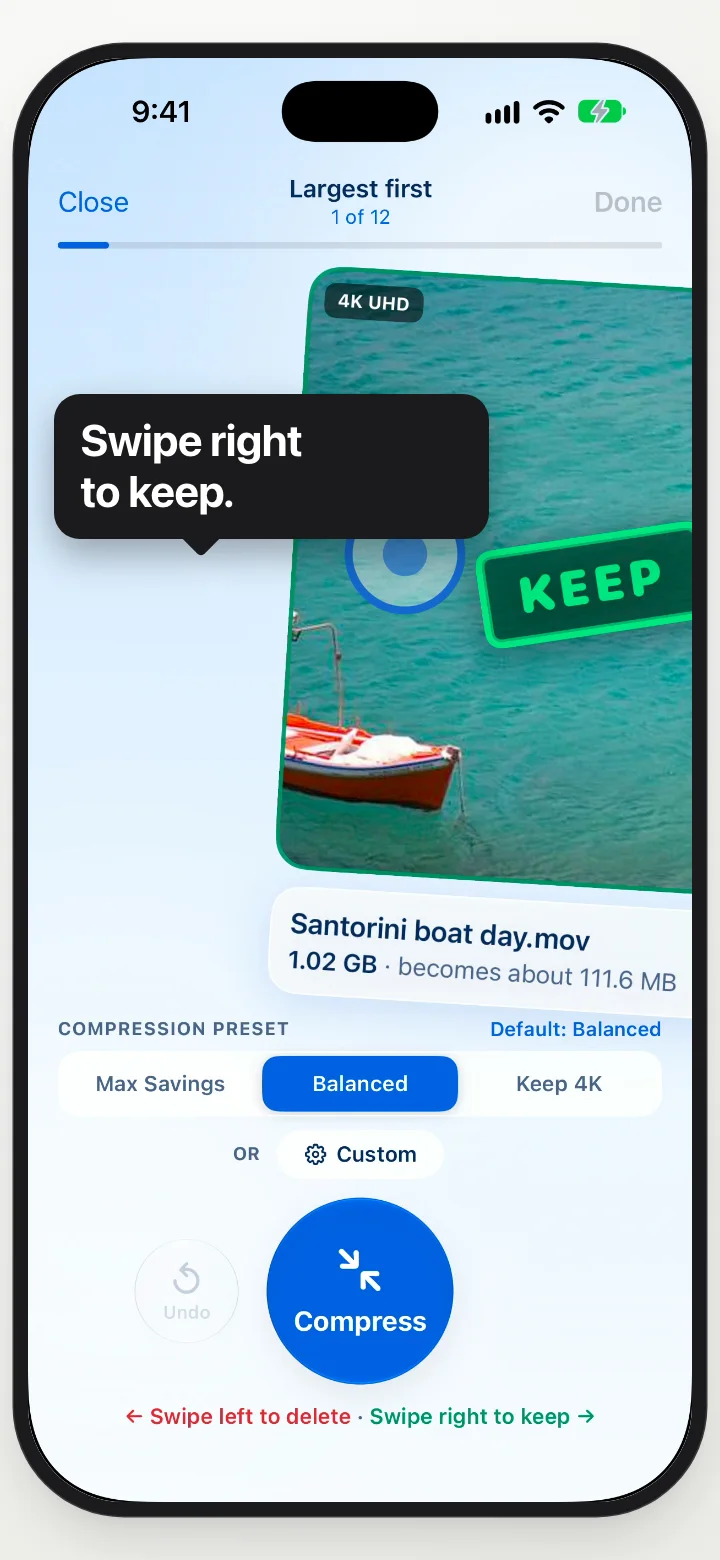 9:41
Close
Largest first
1 of 12
Done
4K UHD
Swipe right
to keep.
KEEP
Santorini boat day.mov
1.02 GB · becomes about 111.6 MB
COMPRESSION PRESET
Default: Balanced
Max Savings
Balanced
Keep 4K
OR
Custom
Undo
Compress
← Swipe left to delete · Swipe right to keep →